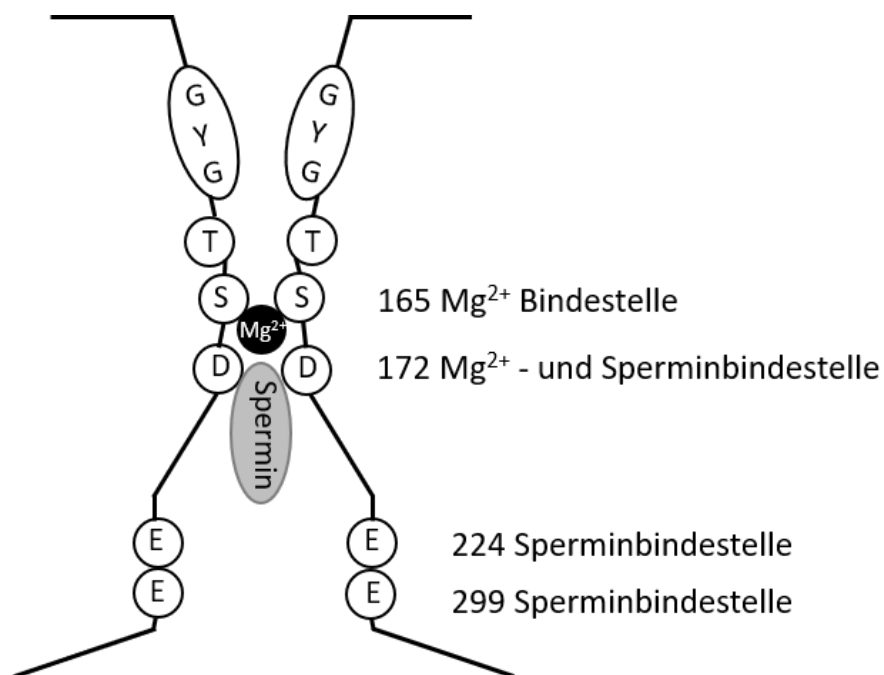 G G
Y Y
G G
T T
S S 165 Mg²⁺ Bindestelle
Mg²⁺
D D 172 Mg²⁺ - und Sperminbindestelle
Spermin
E E 224 Sperminbindestelle
E E 299 Sperminbindestelle